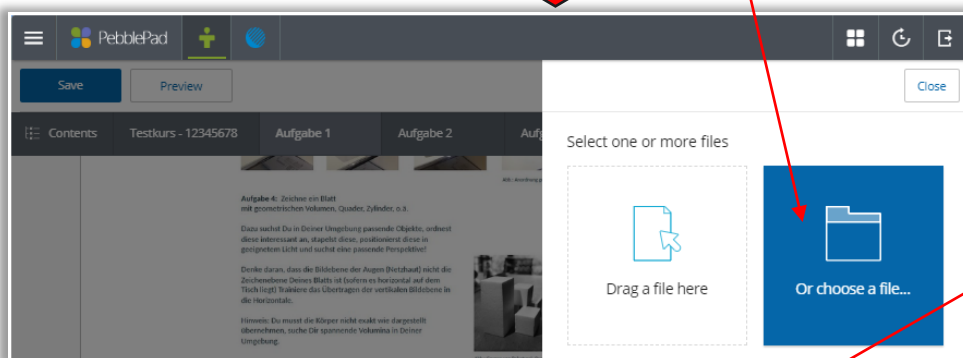 PebblePad
Save
Preview
Close
Contents
Testkurs - 12345678
Aufgabe 1
Aufgabe 2
Aufg
Select one or more files
Drag a file here
Or choose a file...
Aufgabe 4: Zeichne ein Blatt
mit geometrischen Volumen, Quader, Zylinder, o.ä.
Dazu suchst Du in Deiner Umgebung passende Objekte, ordnest
diese interessant an, stapelst diese, positionierst diese in
geeignetem Licht und suchst eine passende Perspektive!
Denke daran, dass die Bildebene der Augen (Netzhaut) nicht die
Zeichenebene Deines Blatts ist (sofern es horizontal auf dem
Tisch liegt) Trainiere das Übertragen der vertikalen Bildebene in
die Horizontale.
Hinweis: Du musst die Körper nicht exakt wie dargestellt
übernehmen, suche Dir spannende Volumina in Deiner
Umgebung.